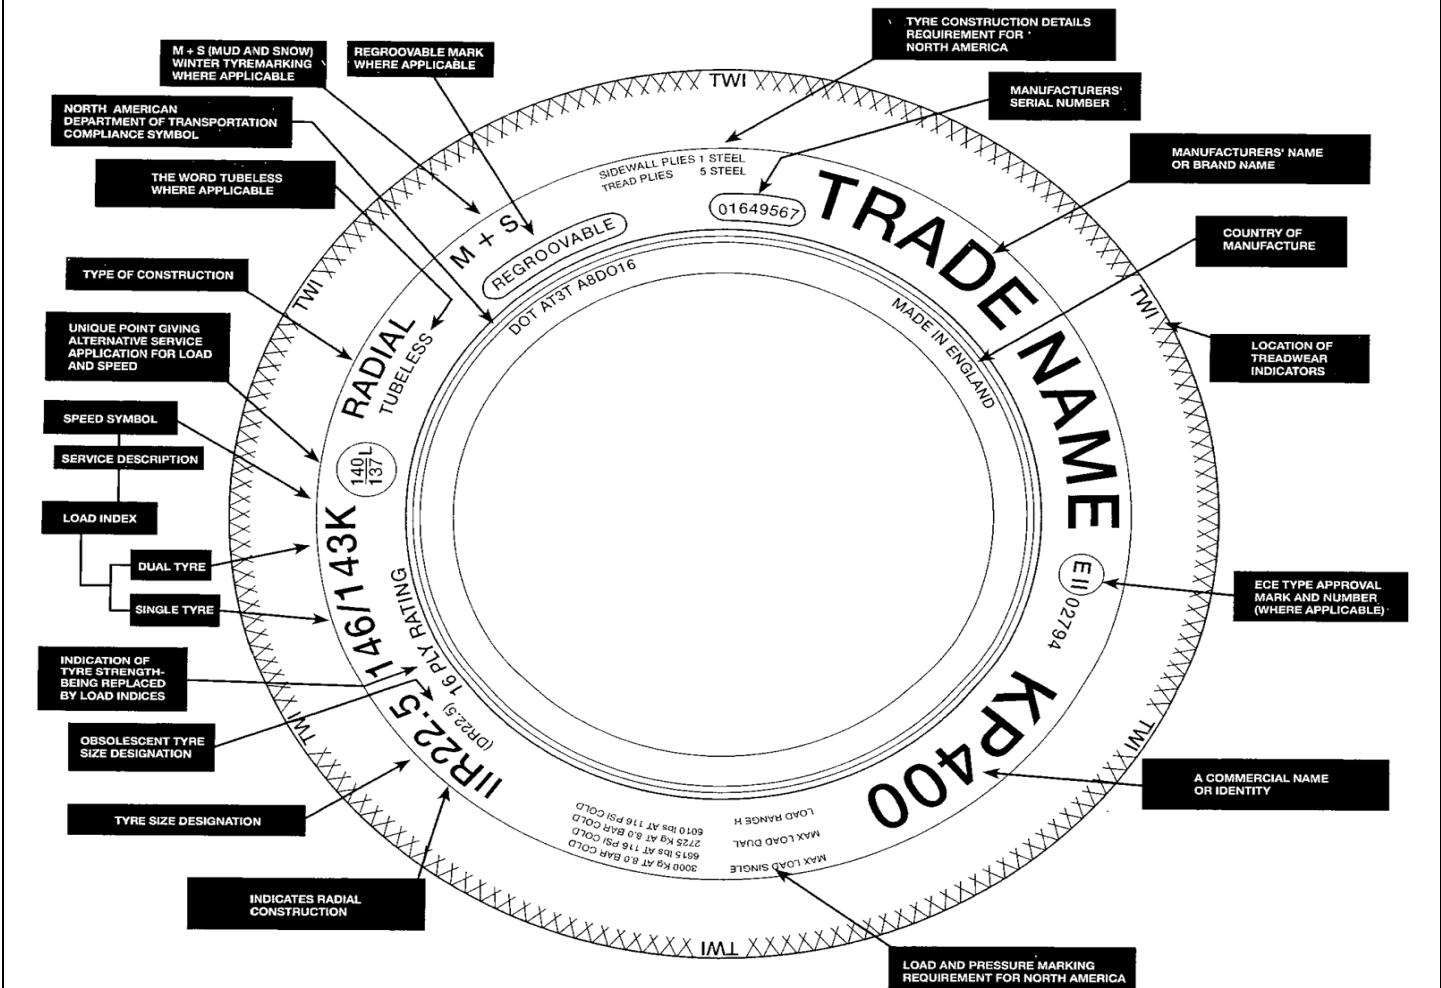 TYRE CONSTRUCTION DETAILS
REQUIREMENT FOR
NORTH AMERICA
M + S (MUD AND SNOW)
WINTER TYREMARKING
WHERE APPLICABLE
REGROOVABLE MARK
WHERE APPLICABLE
MANUFACTURERS'
SERIAL NUMBER
NORTH AMERICAN
DEPARTMENT OF TRANSPORTATION
COMPLIANCE SYMBOL
MANUFACTURERS' NAME
OR BRAND NAME
THE WORD TUBELESS
WHERE APPLICABLE
COUNTRY OF
MANUFACTURE
TYPE OF CONSTRUCTION
UNIQUE POINT GIVING
ALTERNATIVE SERVICE
APPLICATION FOR LOAD
AND SPEED
LOCATION OF
TREADWEAR
INDICATORS
SPEED SYMBOL
SERVICE DESCRIPTION
LOAD INDEX
DUAL TYRE
SINGLE TYRE
ECE TYPE APPROVAL
MARK AND NUMBER
(WHERE APPLICABLE)
INDICATION OF
TYRE STRENGTH-
BEING REPLACED
BY LOAD INDICES
OBSOLESCENT TYRE
SIZE DESIGNATION
A COMMERCIAL NAME
OR IDENTITY
TYRE SIZE DESIGNATION
INDICATES RADIAL
CONSTRUCTION
LOAD AND PRESSURE MARKING
REQUIREMENT FOR NORTH AMERICA
TWI
TWI
TWI
TWI
TWI
TWI
SIDEWALL PLIES 1 STEEL
TREAD PLIES 5 STEEL
01649567
TRADE NAME
MADE IN ENGLAND
E II 02794
KP400
MAX LOAD SINGLE 3000 Kg AT 8.0 BAR COLD
6615 lbs AT 116 PSI COLD
MAX LOAD DUAL 2725 Kg AT 8.0 BAR COLD
6010 lbs AT 116 PSI COLD
LOAD RANGE H
IIR22.5 146/143K
(DR22.5) 16 PLY RATING
140
137 L
RADIAL
TUBELESS
M + S
REGROOVABLE
DOT AT3T A8DO16